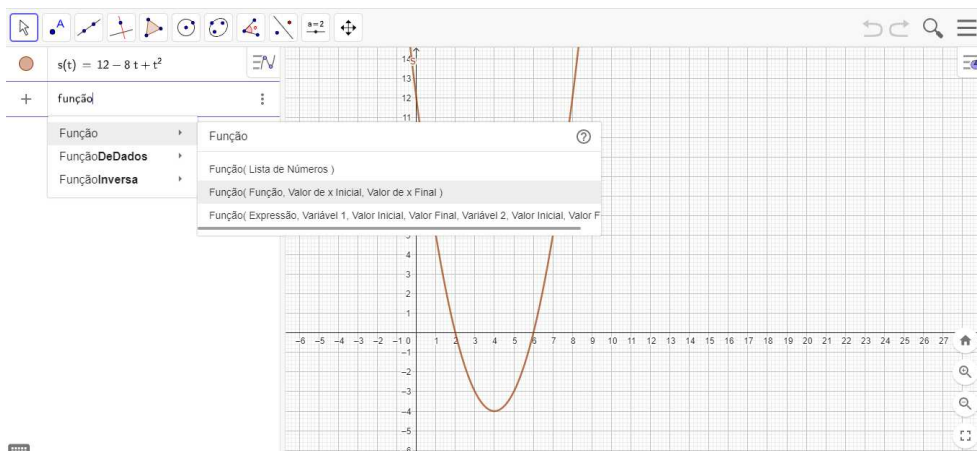 A
a=2
s(t) = 12 − 8 t + t²
função
Função
FunçãoDeDados
FunçãoInversa
Função
Função( Lista de Números )
Função( Função, Valor de x Inicial, Valor de x Final )
Função( Expressão, Variável 1, Valor Inicial, Valor Final, Variável 2, Valor Inicial, Valor F
14
s
13
12
11
5
4
3
2
1
−6 −5 −4 −3 −2 −1 0 1 2 3 4 5 6 7 8 9 10 11 12 13 14 15 16 17 18 19 20 21 22 23 24 25 26 27
−1
−2
−3
−4
−5